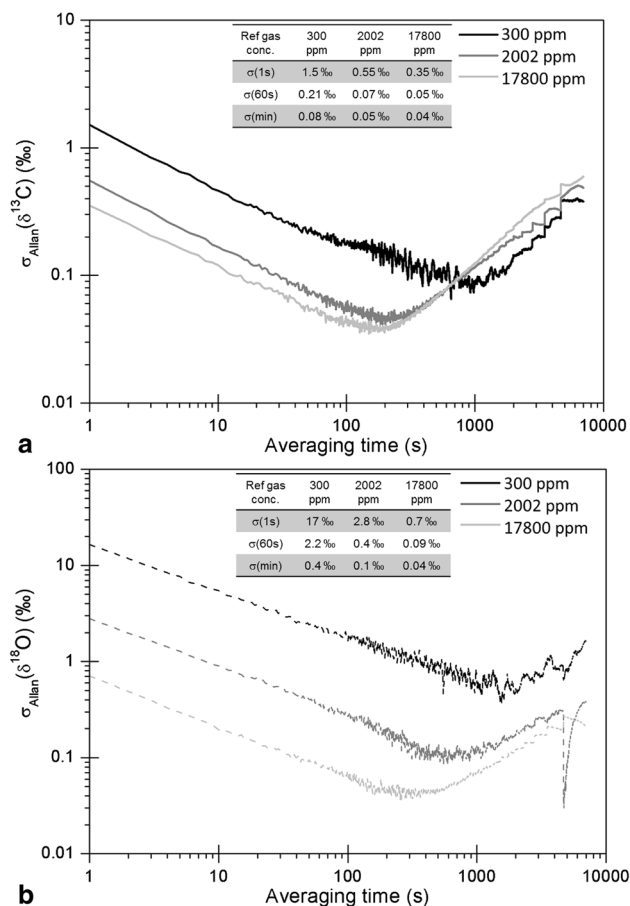 10
Ref gas conc. 300 ppm 2002 ppm 17800 ppm
σ(1s) 1.5 ‰ 0.55 ‰ 0.35 ‰
σ(60s) 0.21 ‰ 0.07 ‰ 0.05 ‰
σ(min) 0.08 ‰ 0.05 ‰ 0.04 ‰
300 ppm
2002 ppm
17800 ppm
1
0.1
0.01
σAllan(δ13C) (‰)
1 10 100 1000 10000
Averaging time (s)
a
100
Ref gas conc. 300 ppm 2002 ppm 17800 ppm
σ(1s) 17 ‰ 2.8 ‰ 0.7 ‰
σ(60s) 2.2 ‰ 0.4 ‰ 0.09 ‰
σ(min) 0.4 ‰ 0.1 ‰ 0.04 ‰
300 ppm
2002 ppm
17800 ppm
10
1
0.1
0.01
σAllan(δ18O) (‰)
1 10 100 1000 10000
Averaging time (s)
b